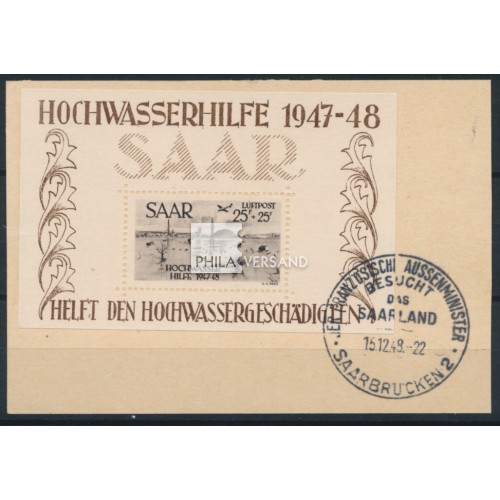 HOCHWASSERHILFE 1947-48
SAAR
SAAR LUFTPOST
25F+25F
HOCHWASSER
HILFE 1947/48
PHILA VERSAND
HELFT DEN HOCHWASSERGESCHÄDIGTEN
FRANZÖSISCHE AUSSENMINISTER
BESUCHT
DAS
SAARLAND
15.12.48.-22
SAARBRÜCKEN 2